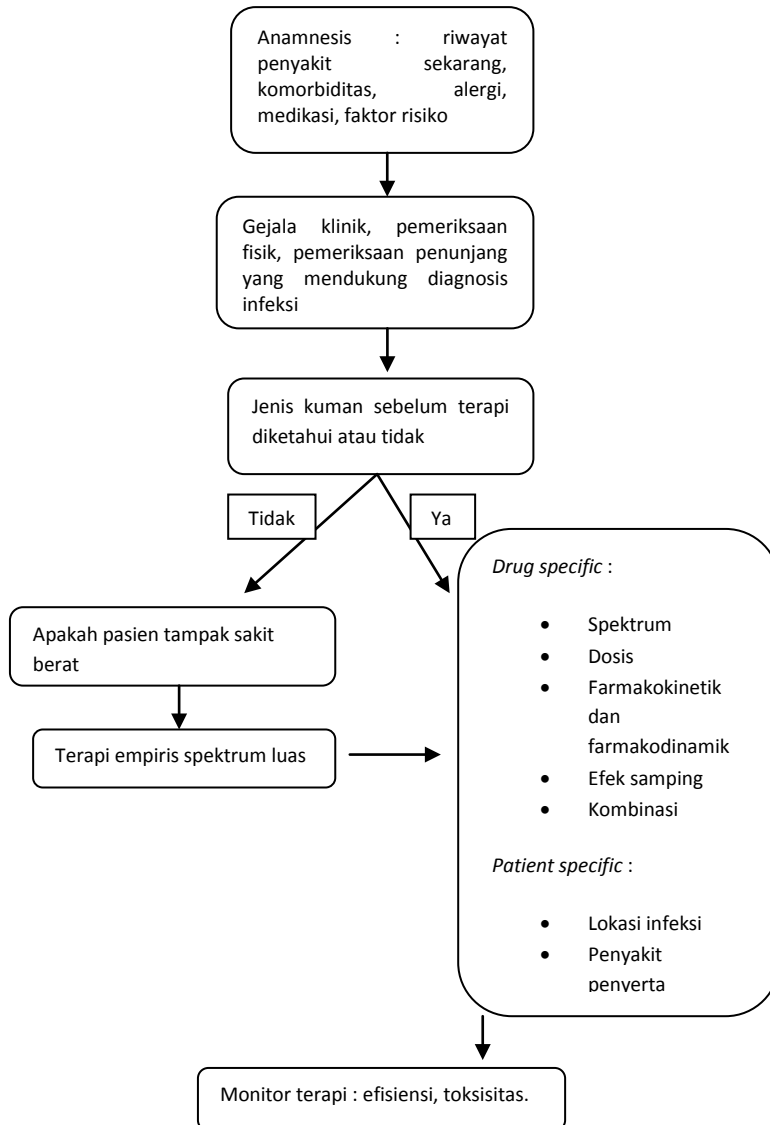 Anamnesis : riwayat
penyakit sekarang,
komorbiditas, alergi,
medikasi, faktor risiko
Gejala klinik, pemeriksaan
fisik, pemeriksaan penunjang
yang mendukung diagnosis
infeksi
Jenis kuman sebelum terapi
diketahui atau tidak
Tidak
Ya
Apakah pasien tampak sakit
berat
Terapi empiris spektrum luas
Drug specific :
• Spektrum
• Dosis
• Farmakokinetik
dan
farmakodinamik
• Efek samping
• Kombinasi
Patient specific :
• Lokasi infeksi
• Penyakit
penyerta
Monitor terapi : efisiensi, toksisitas.